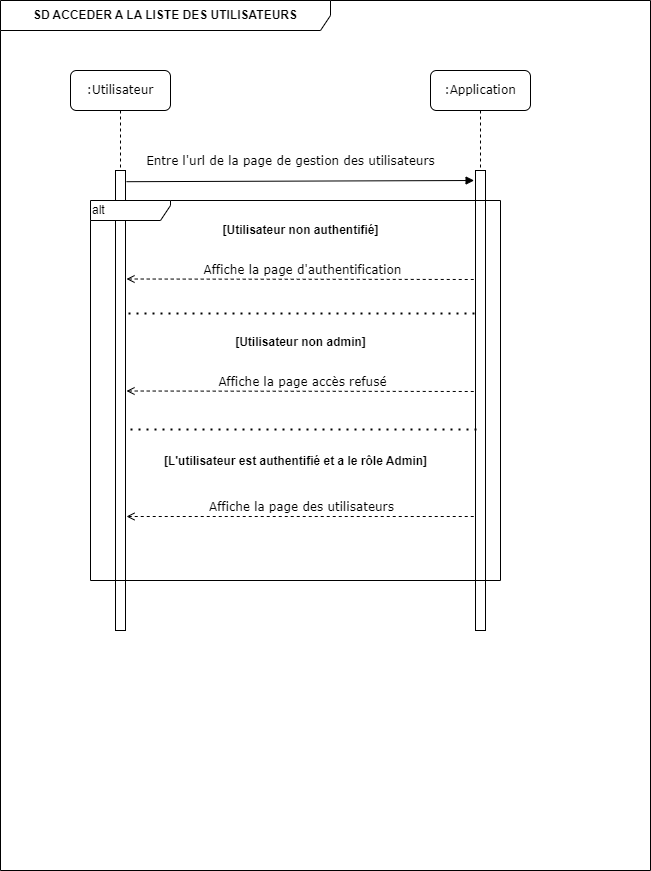 SD ACCEDER A LA LISTE DES UTILISATEURS
:Utilisateur
:Application
Entre l'url de la page de gestion des utilisateurs
alt
[Utilisateur non authentifié]
Affiche la page d'authentification
[Utilisateur non admin]
Affiche la page accès refusé
[L'utilisateur est authentifié et a le rôle Admin]
Affiche la page des utilisateurs